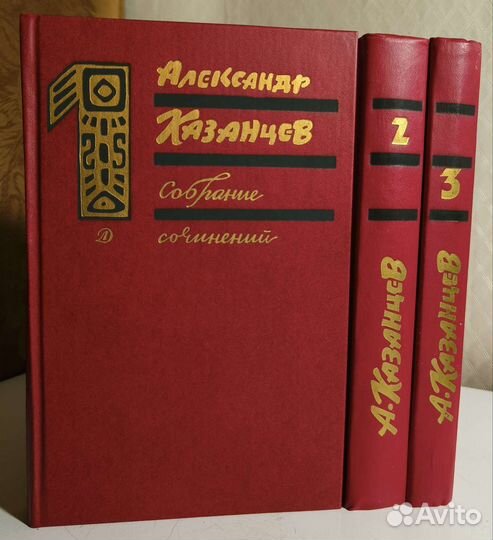 1
Александр
Казанцев
Собрание
сочинений
Д
2
А. Казанцев
3
А. Казанцев
Avito